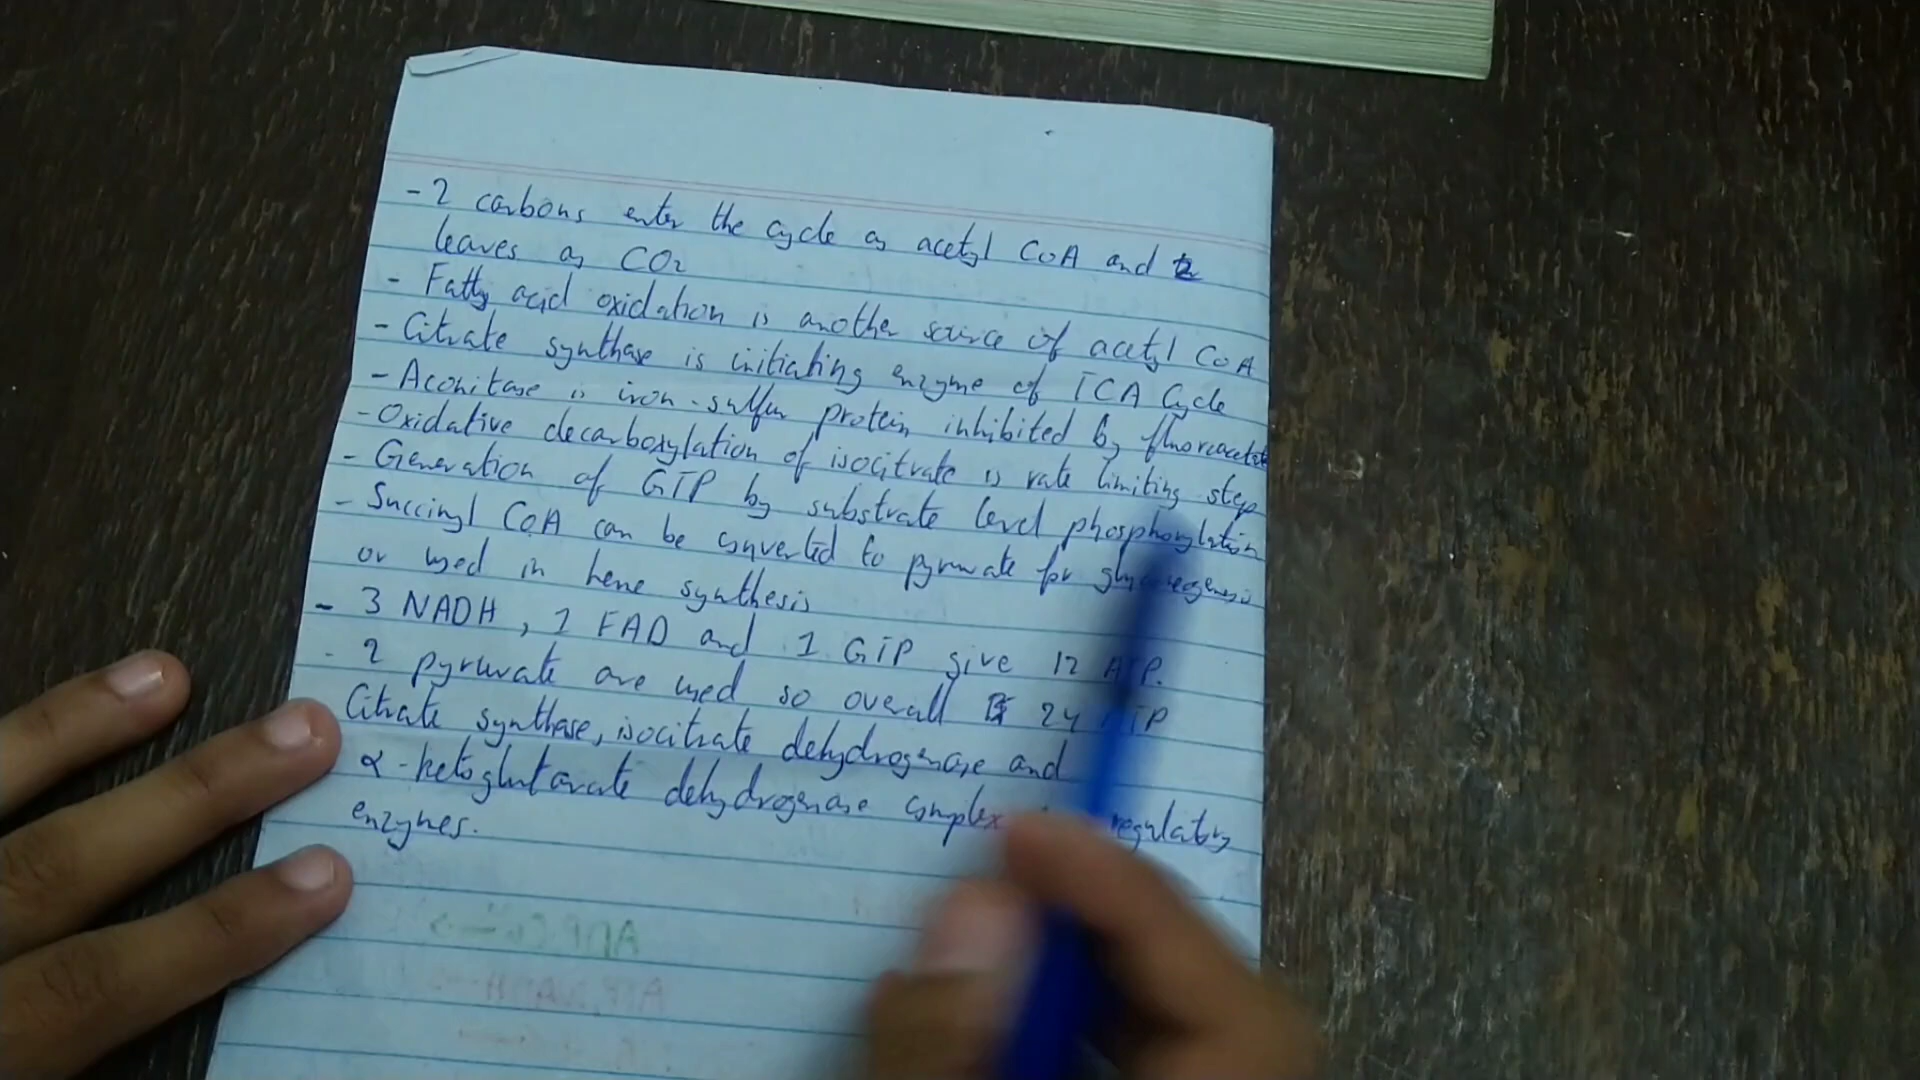 - 2 carbons enter the cycle as acetyl CoA and 2
leaves as CO2
- Fatty acid oxidation is another source of acetyl CoA
- Citrate synthase is initiating enzyme of TCA Cycle
- Aconitase is iron-sulfur protein inhibited by fluoroacetate
- Oxidative decarboxylation of isocitrate is rate limiting step
- Generation of GTP by substrate level phosphorylation
- Succinyl CoA can be converted to pyruvate for
or used in heme synthesis
- 3 NADH, 1 FAD and 1 GTP give 12 ATP.
- 2 pyruvate are used so overall 24 ATP
Citrate synthase, isocitrate dehydrogenase and
α-ketoglutarate dehydrogenase complex regulatory
enzymes.